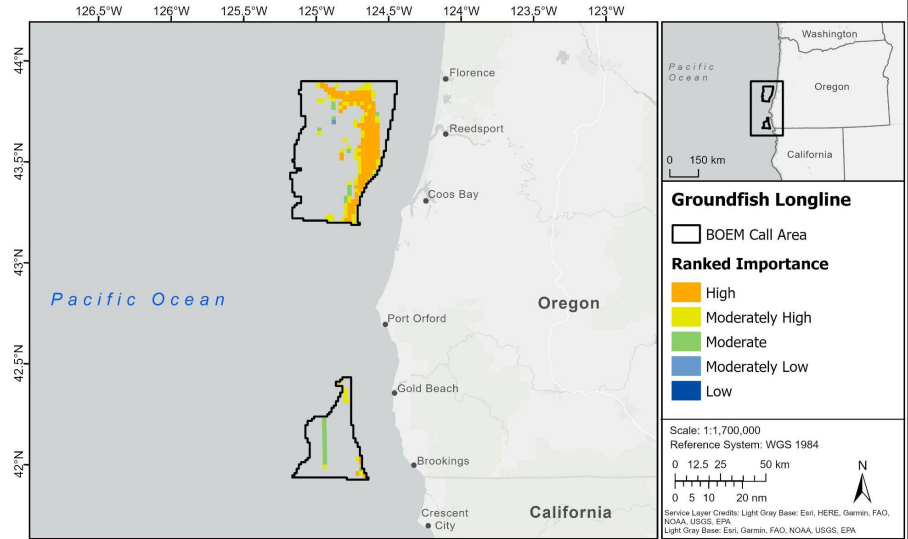 126.5°W 126°W 125.5°W 125°W 124.5°W 124°W 123.5°W 123°W
44°N
43.5°N
43°N
42.5°N
42°N
Florence
Reedsport
Coos Bay
Pacific Ocean
Oregon
Port Orford
Gold Beach
Brookings
Crescent
City
California
Washington
Pacific
Ocean
Oregon
California
0 150 km
Groundfish Longline
BOEM Call Area
Ranked Importance
High
Moderately High
Moderate
Moderately Low
Low
Scale: 1:1,700,000
Reference System: WGS 1984
0 12.5 25 50 km
0 5 10 20 nm
N
Service Layer Credits: Light Gray Base: Esri, HERE, Garmin, FAO,
NOAA, USGS, EPA
Light Gray Base: Esri, Garmin, FAO, NOAA, USGS, EPA